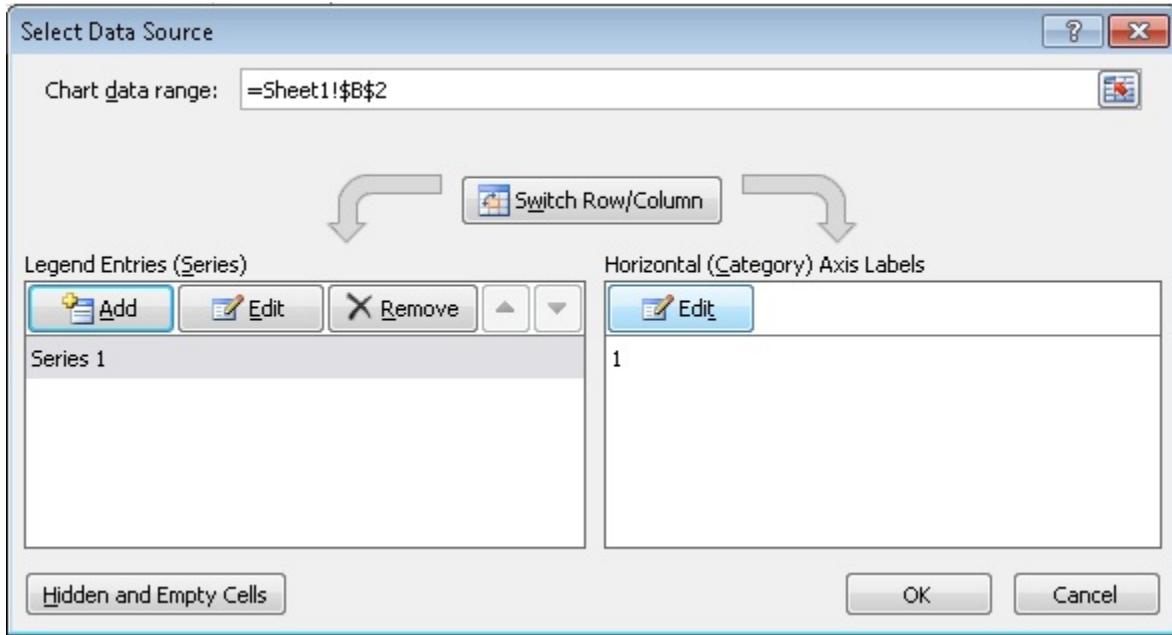 Select Data Source
Chart data range: =Sheet1!$B$2
Switch Row/Column
Legend Entries (Series)
Add Edit Remove
Series 1
Horizontal (Category) Axis Labels
Edit
1
Hidden and Empty Cells
OK Cancel